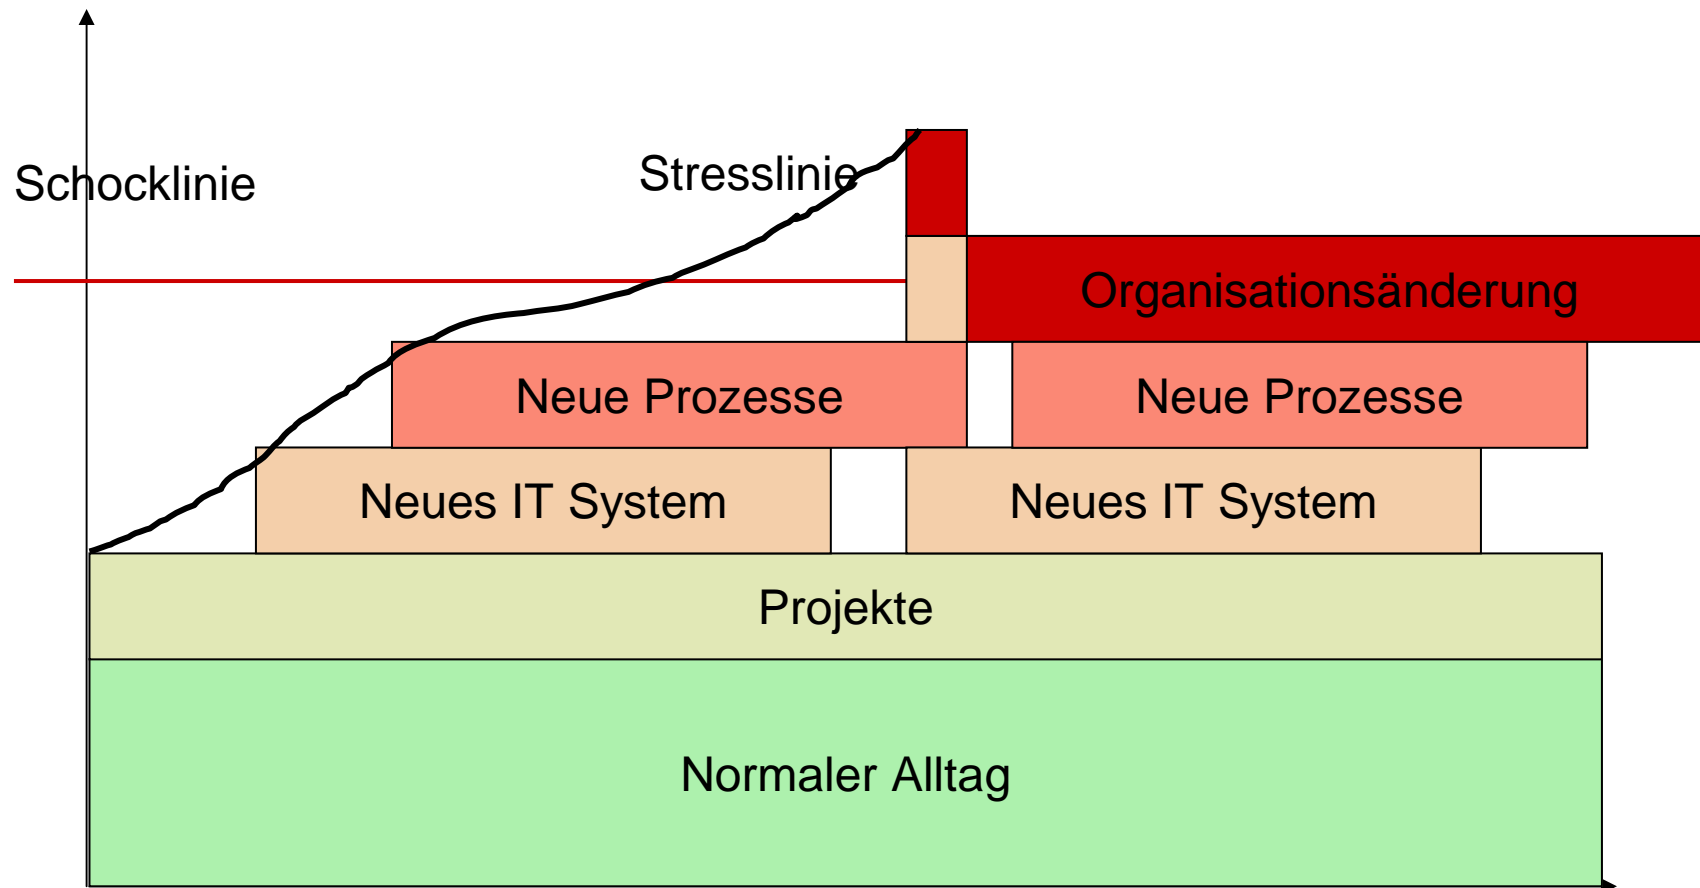 Stresslinie
Schocklinie
Organisationsänderung
Neue Prozesse
Neue Prozesse
Neues IT System
Neues IT System
Projekte
Normaler Alltag